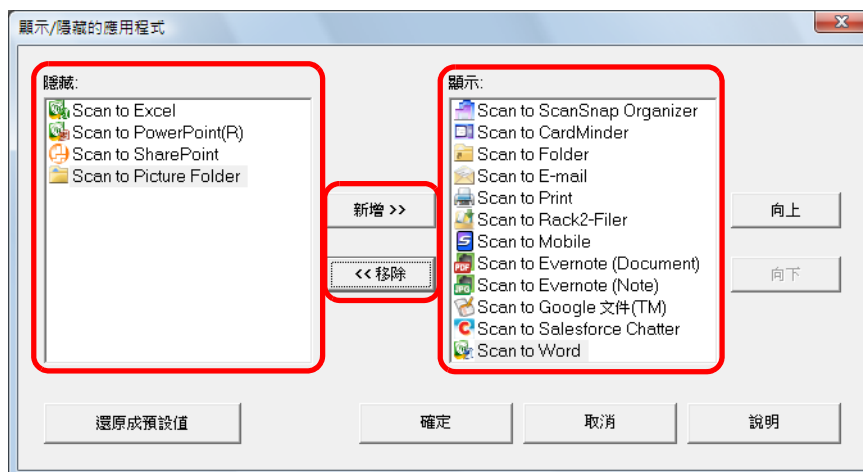 顯示/隱藏的應用程式
隱藏:
Scan to Excel
Scan to PowerPoint(R)
Scan to SharePoint
Scan to Picture Folder
新增 >>
<< 移除
顯示:
Scan to ScanSnap Organizer
Scan to CardMinder
Scan to Folder
Scan to E-mail
Scan to Print
Scan to Rack2-Filer
Scan to Mobile
Scan to Evernote (Document)
Scan to Evernote (Note)
Scan to Google 文件(TM)
Scan to Salesforce Chatter
Scan to Word
向上
向下
還原成預設值
確定
取消
說明